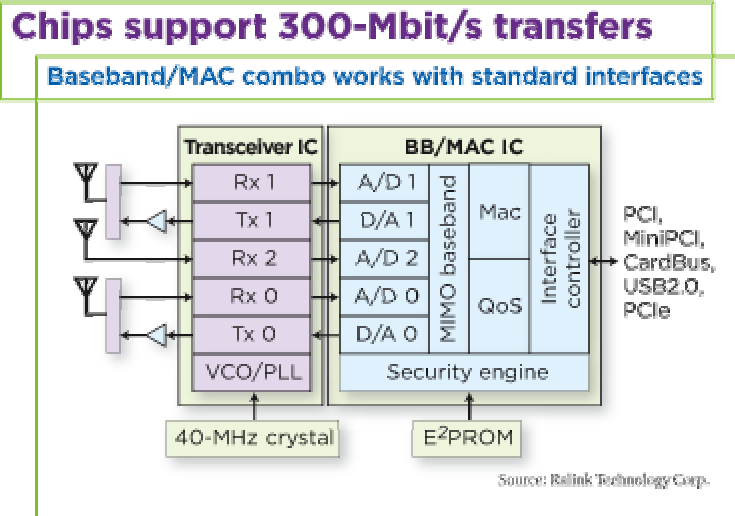 Chips support 300-Mbit/s transfers
Baseband/MAC combo works with standard interfaces
Transceiver IC
BB/MAC IC
Rx 1
Tx 1
Rx 2
Rx 0
Tx 0
VCO/PLL
A/D 1
D/A 1
A/D 2
A/D 0
D/A 0
MIMO baseband
Mac
QoS
Interface
controller
Security engine
PCI,
MiniPCI,
CardBus,
USB2.0,
PCIe
40-MHz crystal
E²PROM
Source: Ralink Technology Corp.